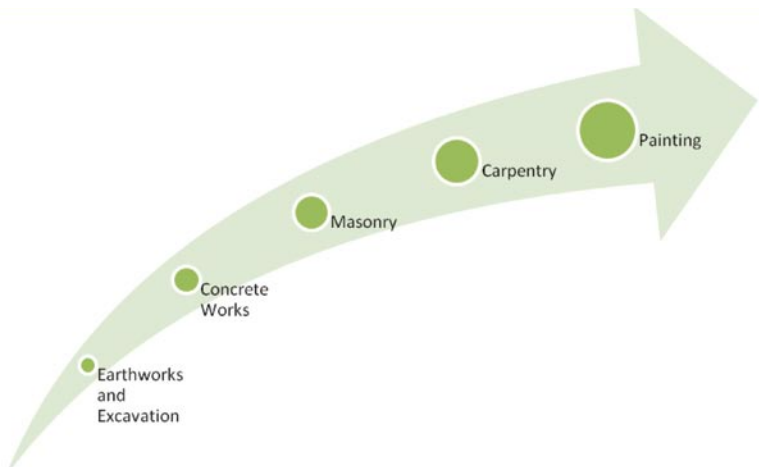 Painting
Carpentry
Masonry
Concrete
Works
Earthworks
and
Excavation